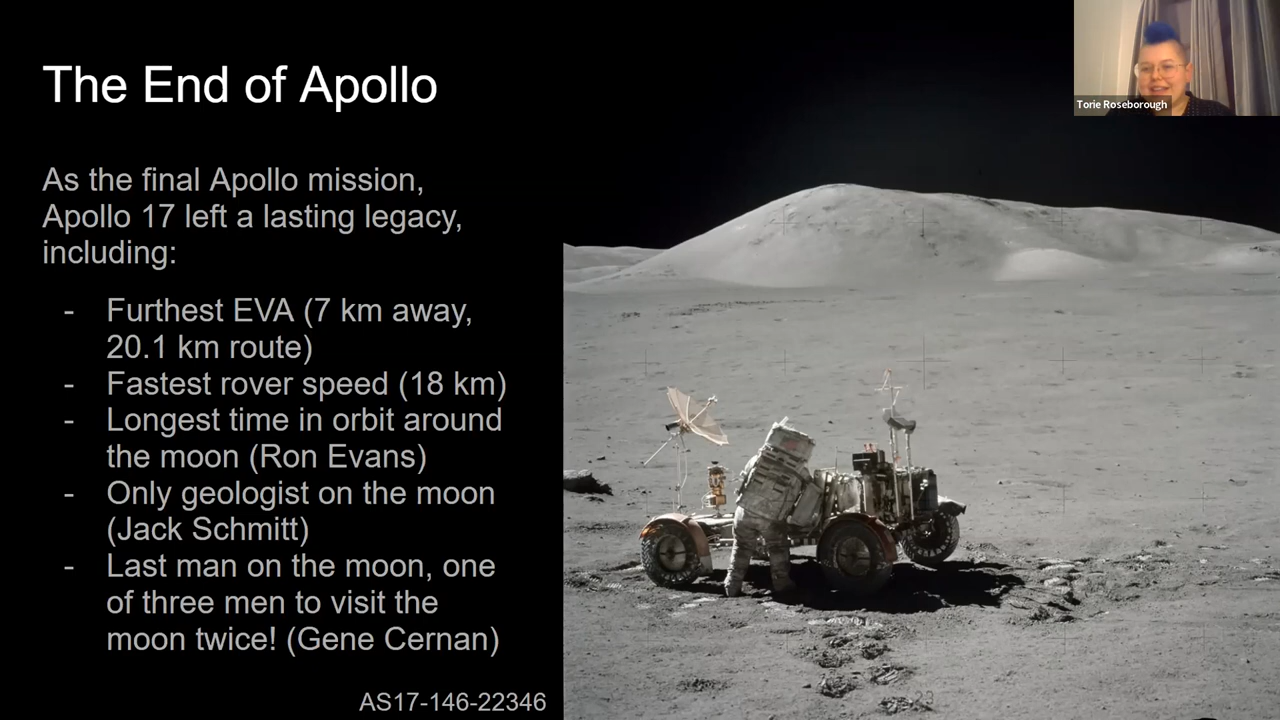 The End of Apollo
Torie Roseborough
As the final Apollo mission,
Apollo 17 left a lasting legacy,
including:
- Furthest EVA (7 km away,
20.1 km route)
- Fastest rover speed (18 km)
- Longest time in orbit around
the moon (Ron Evans)
- Only geologist on the moon
(Jack Schmitt)
- Last man on the moon, one
of three men to visit the
moon twice! (Gene Cernan)
AS17-146-22346
23